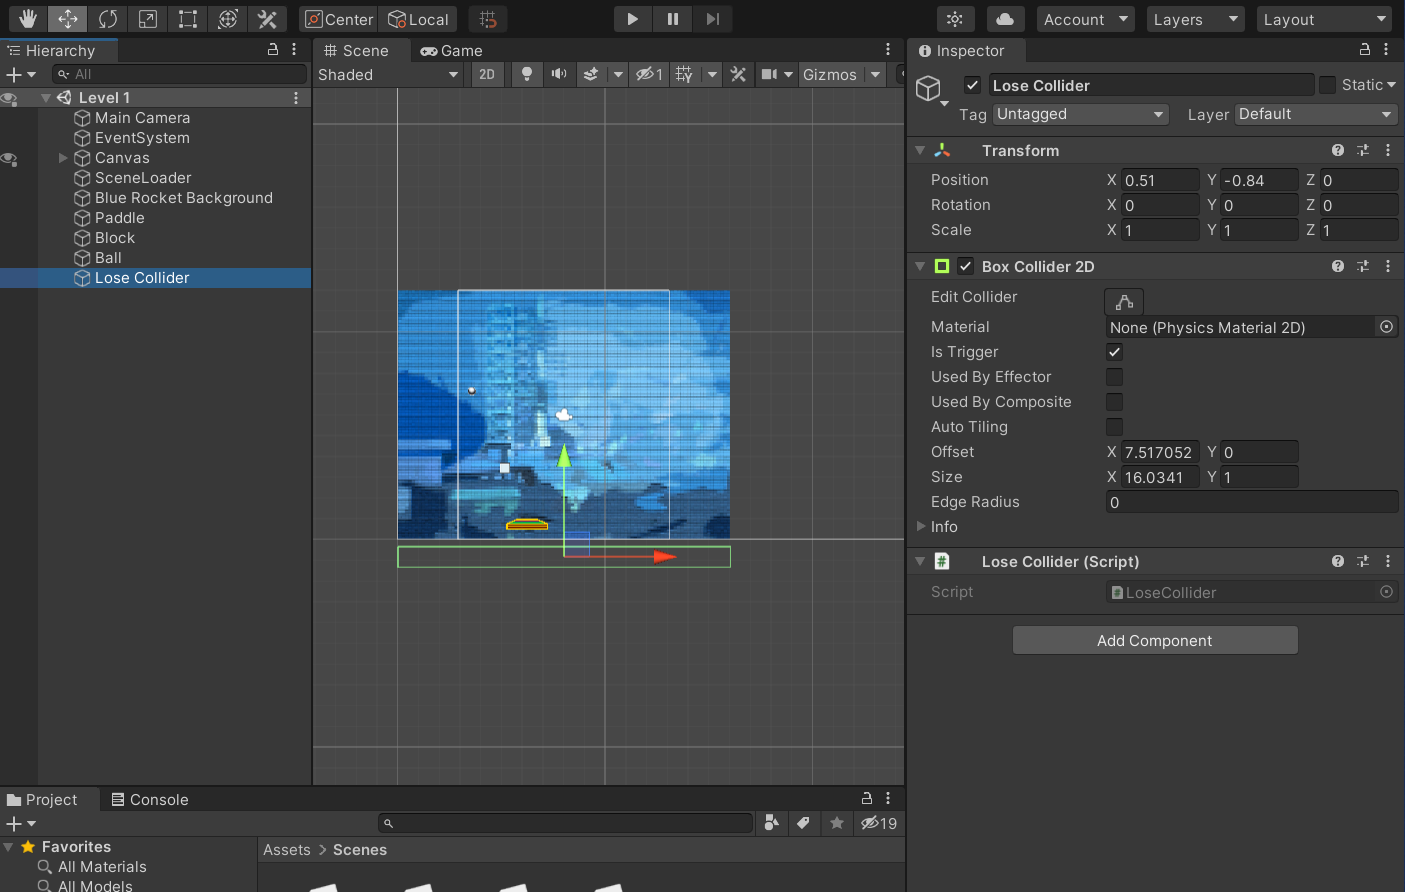 Center Local Account Layers Layout
Hierarchy
All
Level 1
Main Camera
EventSystem
Canvas
SceneLoader
Blue Rocket Background
Paddle
Block
Ball
Lose Collider
Scene Game
Shaded 2D 1 Gizmos
Inspector
Lose Collider Static
Tag Untagged Layer Default
Transform
Position X 0.51 Y -0.84 Z 0
Rotation X 0 Y 0 Z 0
Scale X 1 Y 1 Z 1
Box Collider 2D
Edit Collider
Material None (Physics Material 2D)
Is Trigger
Used By Effector
Used By Composite
Auto Tiling
Offset X 7.517052 Y 0
Size X 16.0341 Y 1
Edge Radius 0
Info
# Lose Collider (Script)
Script LoseCollider
Add Component
Project Console
19
Favorites
All Materials
All Models
Assets > Scenes